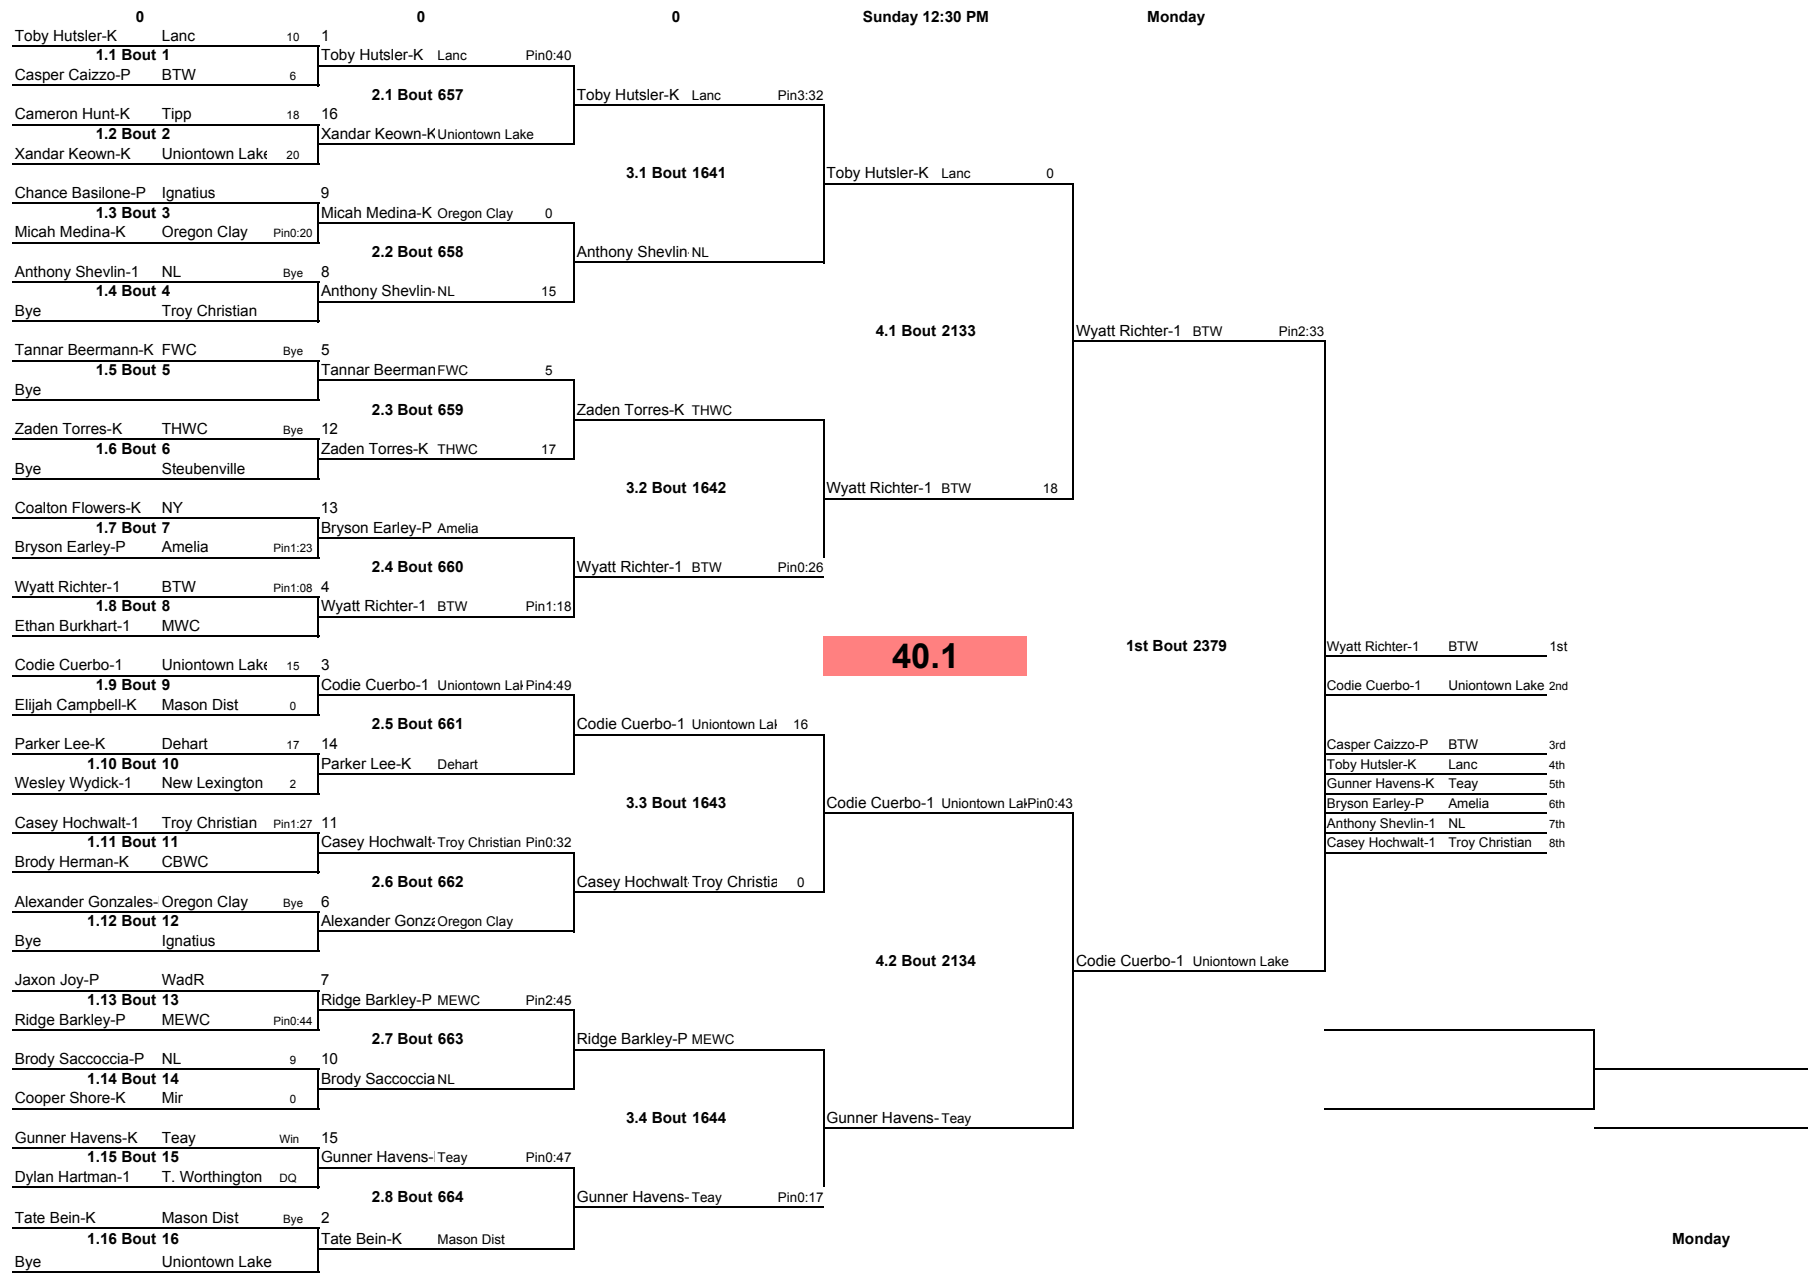 0 0 0 Sunday 12:30 PM Monday
Toby Hutsler-K Lanc 10 1
1.1 Bout 1 Toby Hutsler-K Lanc Pin0:40
Casper Caizzo-P BTW 6
2.1 Bout 657 Toby Hutsler-K Lanc Pin3:32
Cameron Hunt-K Tipp 18 16
1.2 Bout 2 Xandar Keown-K Uniontown Lake
Xandar Keown-K Uniontown Lake 20
3.1 Bout 1641 Toby Hutsler-K Lanc 0
Chance Basilone-P Ignatius 9
1.3 Bout 3 Micah Medina-K Oregon Clay 0
Micah Medina-K Oregon Clay Pin0:20
2.2 Bout 658 Anthony Shevlin NL
Anthony Shevlin-1 NL Bye 8
1.4 Bout 4 Anthony Shevlin- NL 15
Bye Troy Christian
4.1 Bout 2133 Wyatt Richter-1 BTW Pin2:33
Tannar Beermann-K FWC Bye 5
1.5 Bout 5 Tannar Beerman FWC 5
Bye
2.3 Bout 659 Zaden Torres-K THWC
Zaden Torres-K THWC Bye 12
1.6 Bout 6 Zaden Torres-K THWC 17
Bye Steubenville
3.2 Bout 1642 Wyatt Richter-1 BTW 18
Coalton Flowers-K NY 13
1.7 Bout 7 Bryson Earley-P Amelia
Bryson Earley-P Amelia Pin1:23
2.4 Bout 660 Wyatt Richter-1 BTW Pin0:26
Wyatt Richter-1 BTW Pin1:08 4
1.8 Bout 8 Wyatt Richter-1 BTW Pin1:18
Ethan Burkhart-1 MWC
40.1 1st Bout 2379 Wyatt Richter-1 BTW 1st
Codie Cuerbo-1 Uniontown Lake 15 3
1.9 Bout 9 Codie Cuerbo-1 Uniontown Lak Pin4:49 Codie Cuerbo-1 Uniontown Lake 2nd
Elijah Campbell-K Mason Dist 0
2.5 Bout 661 Codie Cuerbo-1 Uniontown Lak 16
Parker Lee-K Dehart 17 14 Casper Caizzo-P BTW 3rd
1.10 Bout 10 Parker Lee-K Dehart Toby Hutsler-K Lanc 4th
Wesley Wydick-1 New Lexington 2 Gunner Havens-K Teay 5th
3.3 Bout 1643 Codie Cuerbo-1 Uniontown Lak Pin0:43 Bryson Earley-P Amelia 6th
Casey Hochwalt-1 Troy Christian Pin1:27 11 Anthony Shevlin-1 NL 7th
1.11 Bout 11 Casey Hochwalt- Troy Christian Pin0:32 Casey Hochwalt-1 Troy Christian 8th
Brody Herman-K CBWC
2.6 Bout 662 Casey Hochwalt Troy Christia 0
Alexander Gonzales- Oregon Clay Bye 6
1.12 Bout 12 Alexander Gonza Oregon Clay
Bye Ignatius
4.2 Bout 2134 Codie Cuerbo-1 Uniontown Lake
Jaxon Joy-P WadR 7
1.13 Bout 13 Ridge Barkley-P MEWC Pin2:45
Ridge Barkley-P MEWC Pin0:44
2.7 Bout 663 Ridge Barkley-P MEWC
Brody Saccoccia-P NL 9 10
1.14 Bout 14 Brody Saccoccia NL
Cooper Shore-K Mir 0
3.4 Bout 1644 Gunner Havens- Teay
Gunner Havens-K Teay Win 15
1.15 Bout 15 Gunner Havens- Teay Pin0:47
Dylan Hartman-1 T. Worthington DQ
2.8 Bout 664 Gunner Havens- Teay Pin0:17
Tate Bein-K Mason Dist Bye 2
1.16 Bout 16 Tate Bein-K Mason Dist Monday
Bye Uniontown Lake